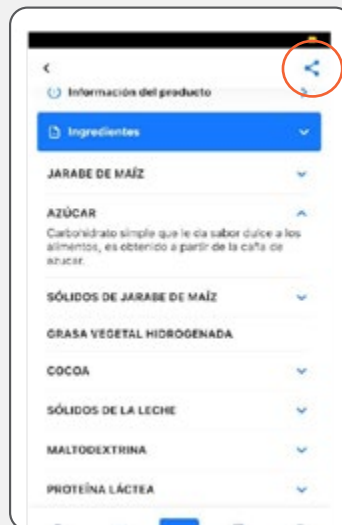 Información del producto
Ingredientes
JARABE DE MAÍZ
AZÚCAR
Carbohidrato simple que le da sabor dulce a los
alimentos, es obtenido a partir de la caña de
azucar.
SÓLIDOS DE JARABE DE MAÍZ
GRASA VEGETAL HIDROGENADA
COCOA
SÓLIDOS DE LA LECHE
MALTODEXTRINA
PROTEÍNA LÁCTEA